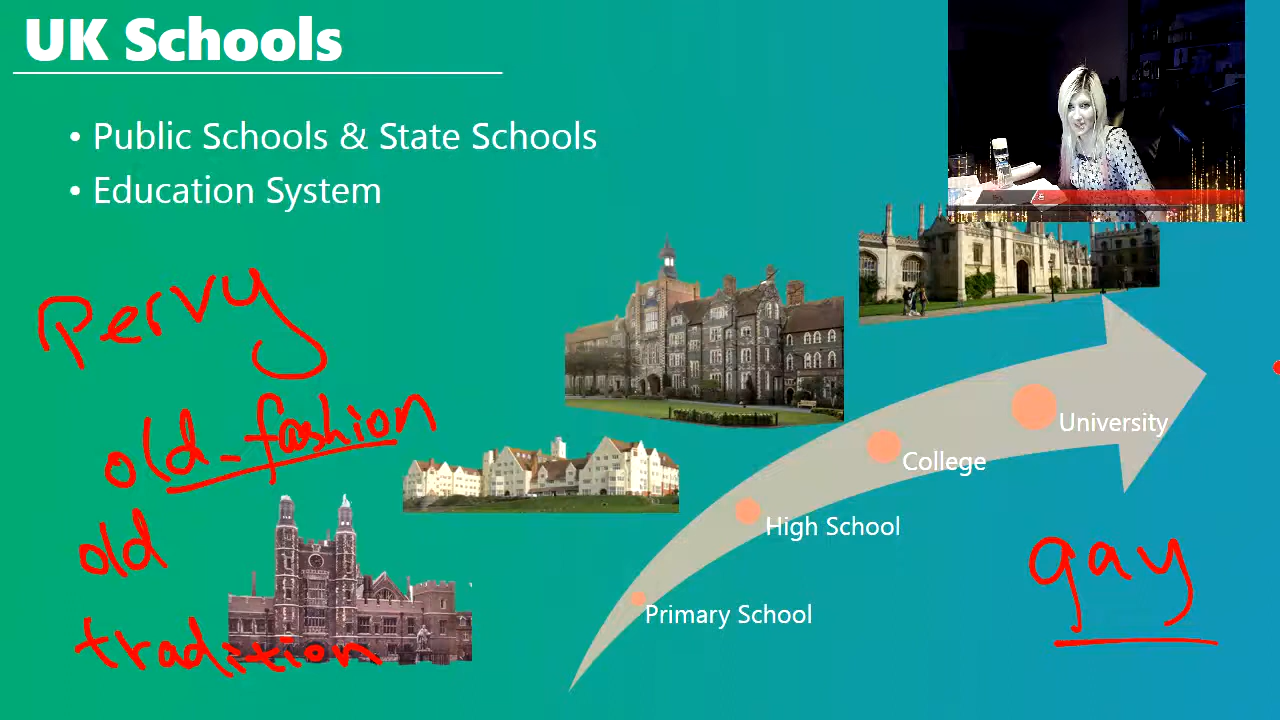 UK Schools
• Public Schools & State Schools
• Education System
pervy
old-fashion
old
tradition
University
College
High School
Primary School
gay